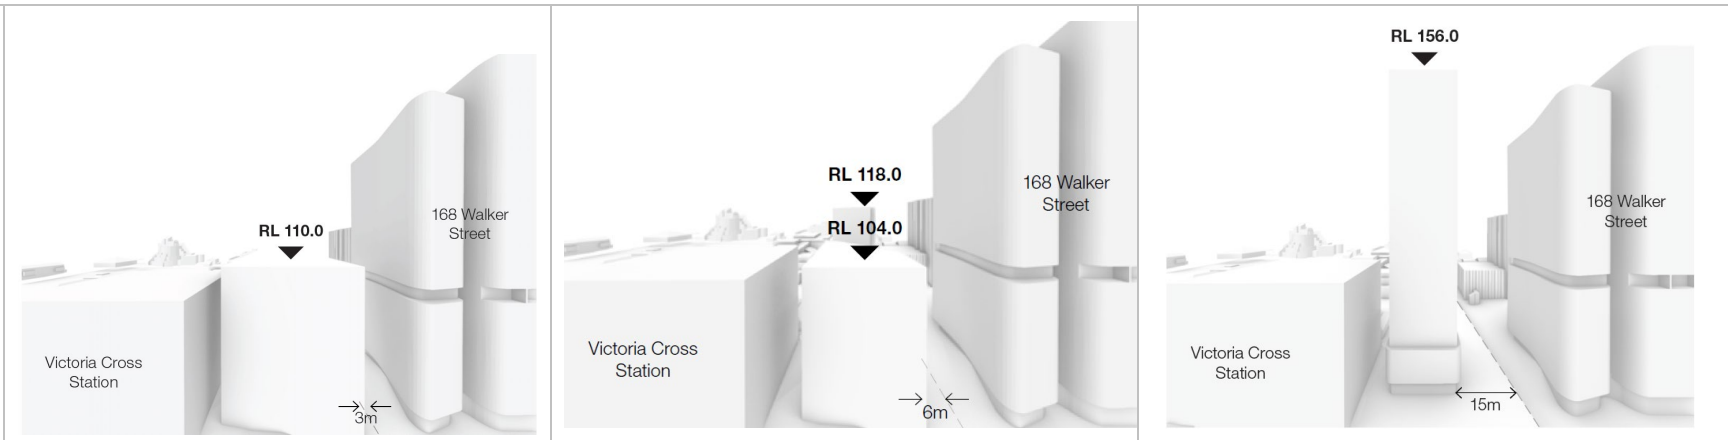 RL 110.0
168 Walker
Street
Victoria Cross
Station
3m
RL 118.0
RL 104.0
168 Walker
Street
Victoria Cross
Station
6m
RL 156.0
168 Walker
Street
Victoria Cross
Station
15m